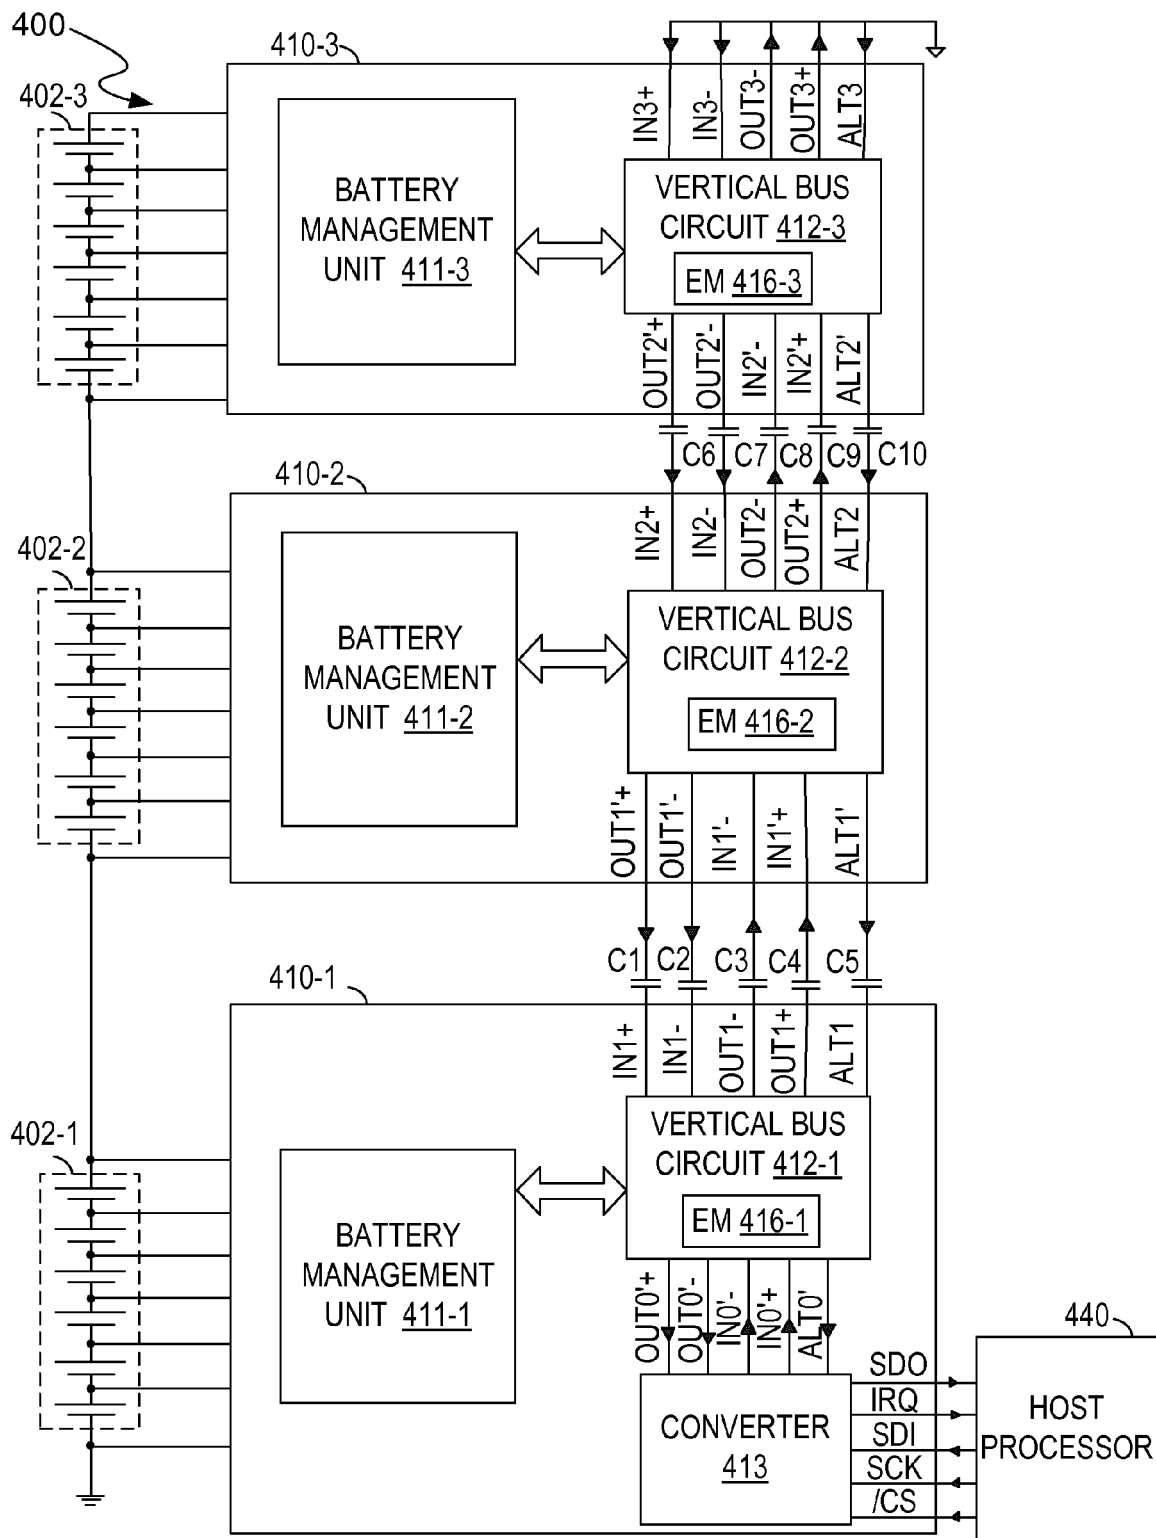 400
410-3
402-3
IN3+
IN3-
OUT3-
OUT3+
ALT3
BATTERY
MANAGEMENT
UNIT 411-3
VERTICAL BUS
CIRCUIT 412-3
EM 416-3
OUT2'+
OUT2'-
IN2'-
IN2'+
ALT2'
C6
C7
C8
C9
C10
410-2
402-2
IN2+
IN2-
OUT2-
OUT2+
ALT2
BATTERY
MANAGEMENT
UNIT 411-2
VERTICAL BUS
CIRCUIT 412-2
EM 416-2
OUT1'+
OUT1'-
IN1'-
IN1'+
ALT1'
C1
C2
C3
C4
C5
410-1
402-1
IN1+
IN1-
OUT1-
OUT1+
ALT1
BATTERY
MANAGEMENT
UNIT 411-1
VERTICAL BUS
CIRCUIT 412-1
EM 416-1
OUT0'+
OUT0'-
IN0'-
IN0'+
ALT0'
CONVERTER
413
SDO
IRQ
SDI
SCK
/CS
440
HOST
PROCESSOR